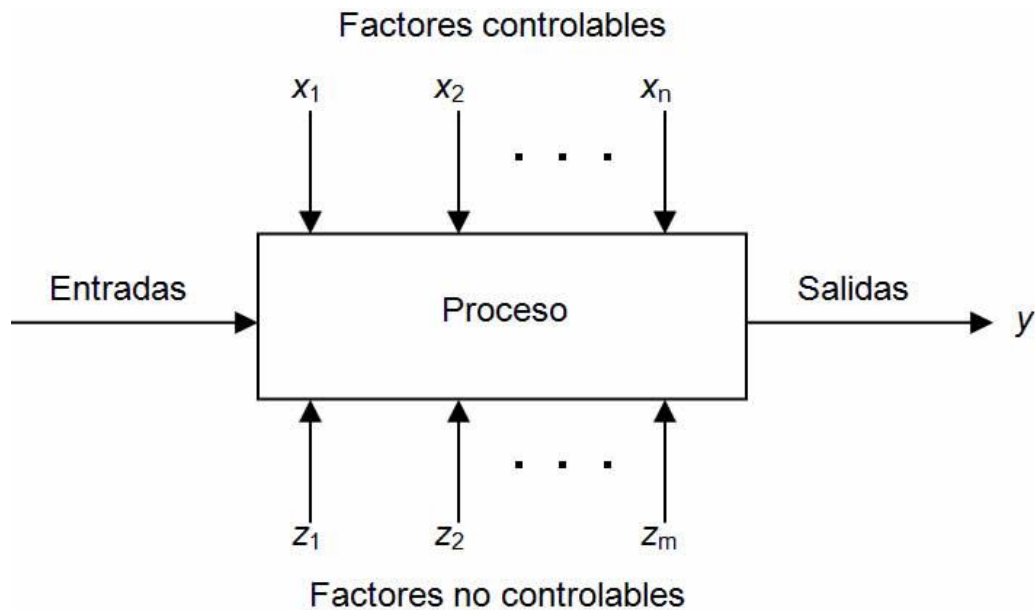 Factores controlables
x1 x2 xn
. . .
Entradas
Proceso
Salidas
y
. . .
z1 z2 zm
Factores no controlables